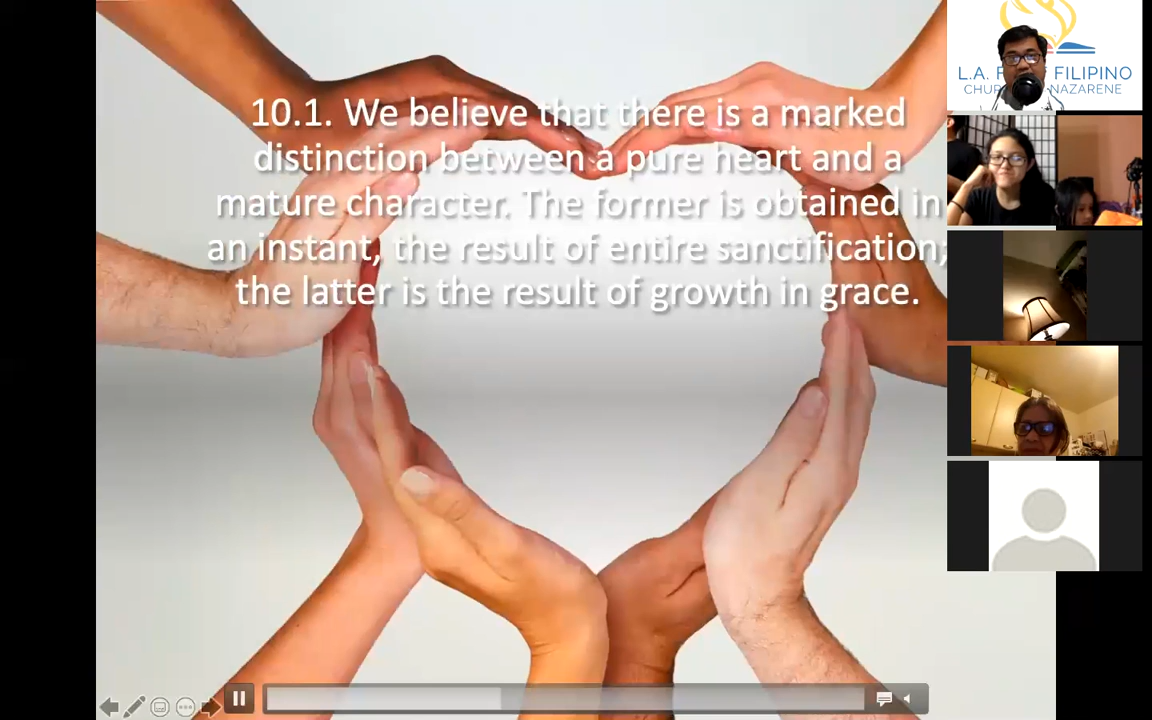 10.1. We believe that there is a marked
distinction between a pure heart and a
mature character. The former is obtained in
an instant, the result of entire sanctification;
the latter is the result of growth in grace.
L.A. FILIPINO
NAZARENE